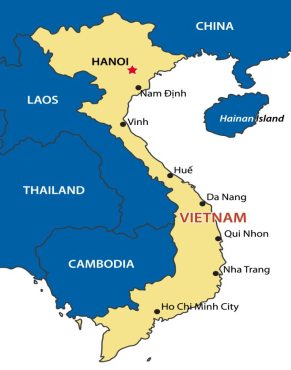 CHINA
HANOI
Nam Định
LAOS
Hainan Island
Vinh
Huế
THAILAND
Da Nang
VIETNAM
Qui Nhon
CAMBODIA
Nha Trang
Ho Chi Minh City